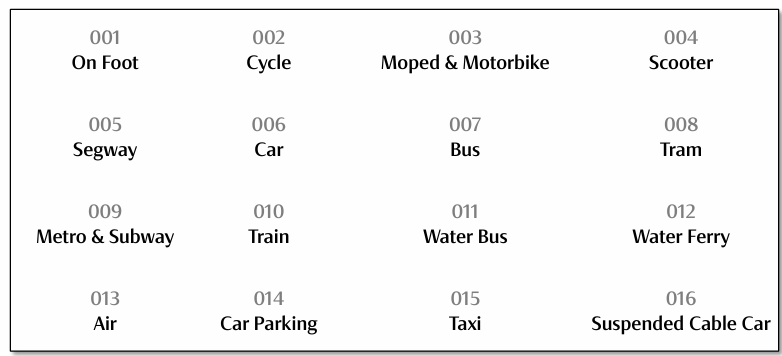 001 002 003 004
On Foot Cycle Moped & Motorbike Scooter
005 006 007 008
Segway Car Bus Tram
009 010 011 012
Metro & Subway Train Water Bus Water Ferry
013 014 015 016
Air Car Parking Taxi Suspended Cable Car